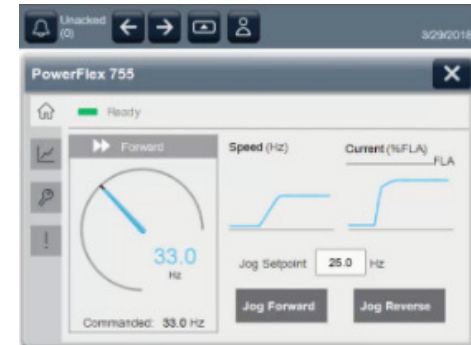 Unacked
(0)
3/29/2018
PowerFlex 755
Ready
Forward
Speed (Hz)
Current (%FLA)
FLA
33.0
Hz
Jog Setpoint 25.0 Hz
Commanded: 33.0 Hz
Jog Forward
Jog Reverse